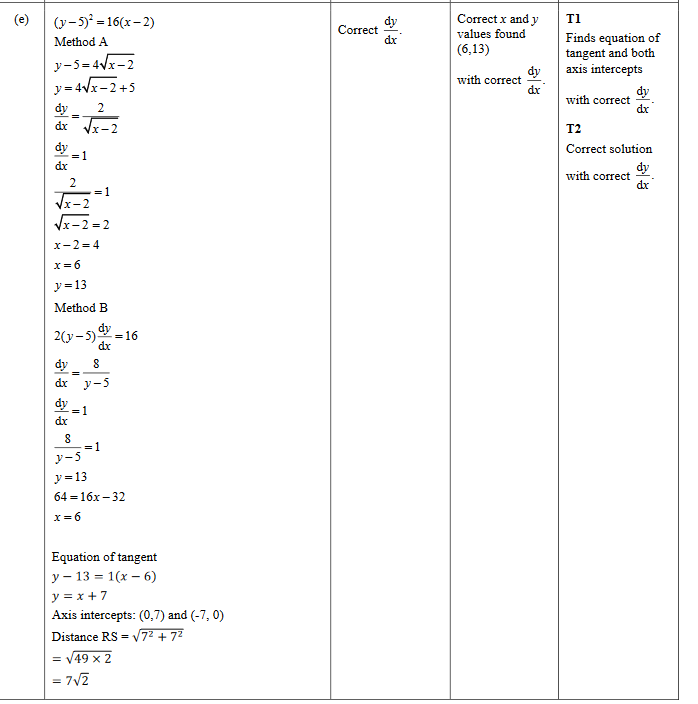 (e)
(y−5)² = 16(x−2)
Method A
y−5 = 4√(x−2)
y = 4√(x−2) + 5
dy/dx = 2/√(x−2)
dy/dx = 1
2/√(x−2) = 1
√(x−2) = 2
x−2 = 4
x = 6
y = 13
Method B
2(y−5) dy/dx = 16
dy/dx = 8/(y−5)
dy/dx = 1
8/(y−5) = 1
y = 13
64 = 16x − 32
x = 6
Equation of tangent
y − 13 = 1(x − 6)
y = x + 7
Axis intercepts: (0,7) and (-7, 0)
Distance RS = √(7² + 7²)
= √(49 × 2)
= 7√2
Correct dy/dx.
Correct x and y
values found
(6,13)
with correct dy/dx.
T1
Finds equation of
tangent and both
axis intercepts
with correct dy/dx.
T2
Correct solution
with correct dy/dx.